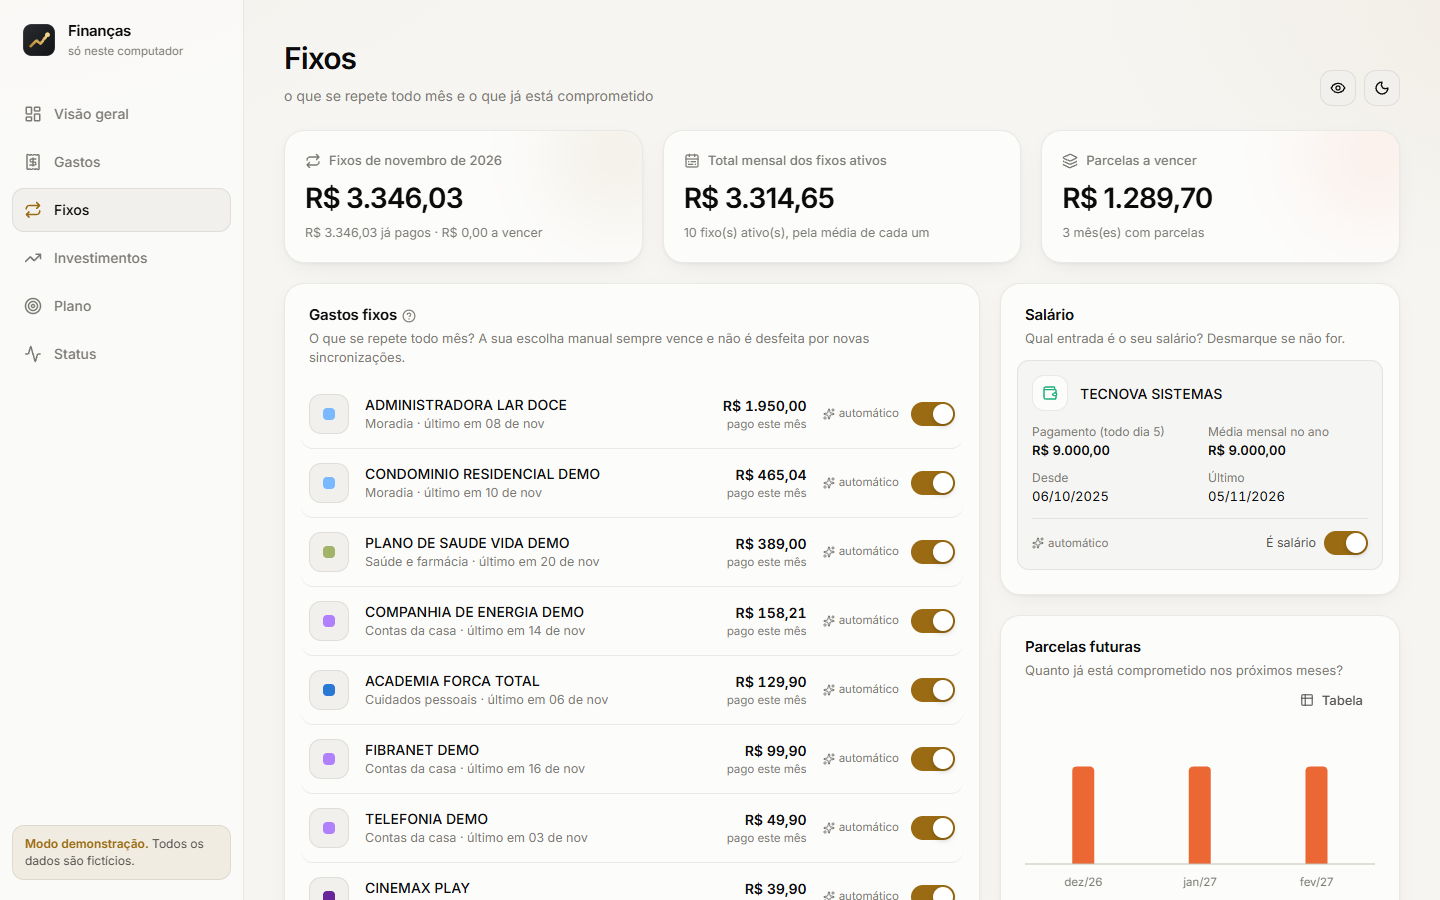 Finanças
só neste computador
Visão geral
Gastos
Fixos
Investimentos
Plano
Status
Modo demonstração. Todos os
dados são fictícios.
Fixos
o que se repete todo mês e o que já está comprometido
Fixos de novembro de 2026
R$ 3.346,03
R$ 3.346,03 já pagos · R$ 0,00 a vencer
Total mensal dos fixos ativos
R$ 3.314,65
10 fixo(s) ativo(s), pela média de cada um
Parcelas a vencer
R$ 1.289,70
3 mês(es) com parcelas
Gastos fixos
O que se repete todo mês? A sua escolha manual sempre vence e não é desfeita por novas
sincronizações.
ADMINISTRADORA LAR DOCE
Moradia · último em 08 de nov
R$ 1.950,00
pago este mês
automático
CONDOMINIO RESIDENCIAL DEMO
Moradia · último em 10 de nov
R$ 465,04
pago este mês
automático
PLANO DE SAUDE VIDA DEMO
Saúde e farmácia · último em 20 de nov
R$ 389,00
pago este mês
automático
COMPANHIA DE ENERGIA DEMO
Contas da casa · último em 14 de nov
R$ 158,21
pago este mês
automático
ACADEMIA FORCA TOTAL
Cuidados pessoais · último em 06 de nov
R$ 129,90
pago este mês
automático
FIBRANET DEMO
Contas da casa · último em 16 de nov
R$ 99,90
pago este mês
automático
TELEFONIA DEMO
Contas da casa · último em 03 de nov
R$ 49,90
pago este mês
automático
CINEMAX PLAY
R$ 39,90
automático
Salário
Qual entrada é o seu salário? Desmarque se não for.
TECNOVA SISTEMAS
Pagamento (todo dia 5)
R$ 9.000,00
Média mensal no ano
R$ 9.000,00
Desde
06/10/2025
Último
05/11/2026
automático
É salário
Parcelas futuras
Quanto já está comprometido nos próximos meses?
Tabela
dez/26
jan/27
fev/27